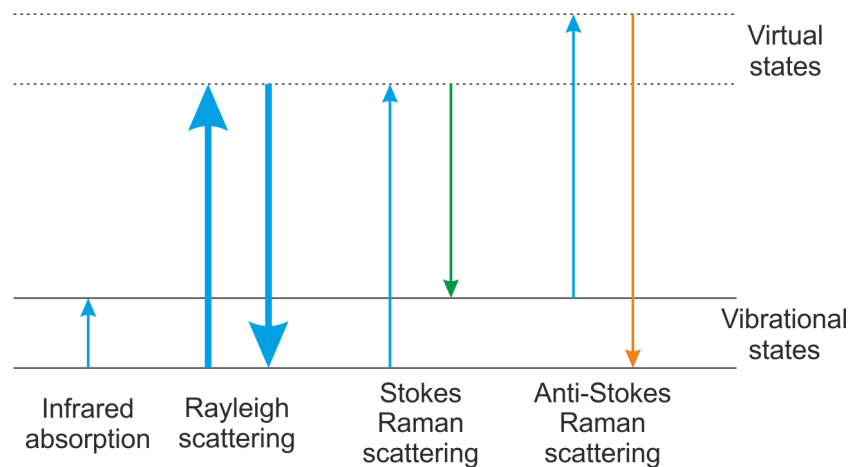 Virtual
states
Vibrational
states
Infrared
absorption
Rayleigh
scattering
Stokes
Raman
scattering
Anti-Stokes
Raman
scattering